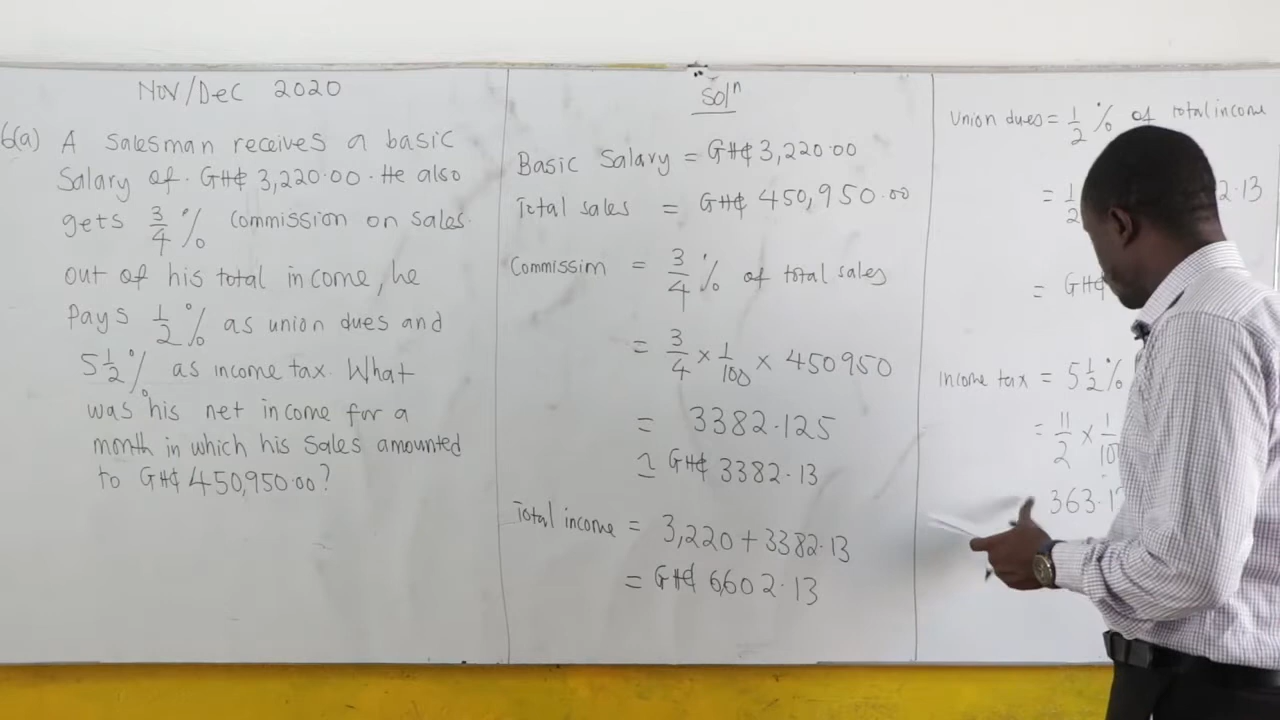 Nov/Dec 2020
6(a) A Salesman receives a basic
Salary of GH₵ 3,220.00. He also
gets 3/4 % Commission on sales.
out of his total income, he
pays 1/2 % as union dues and
5 1/2 % as income tax. What
was his net income for a
month in which his sales amounted
to GH₵ 450,950.00?
Solⁿ
Basic Salary = GH₵ 3,220.00
Total sales = GH₵ 450,950.00
Commissim = 3/4 % of total sales
= 3/4 × 1/100 × 450950
= 3382.125
≃ GH₵ 3382.13
Total income = 3,220 + 3382.13
= GH₵ 6602.13
Union dues = 1/2 % of total income
= 1/2 2.13
= GH₵
Income tax = 5 1/2 %
= 11/2 ×
363.1